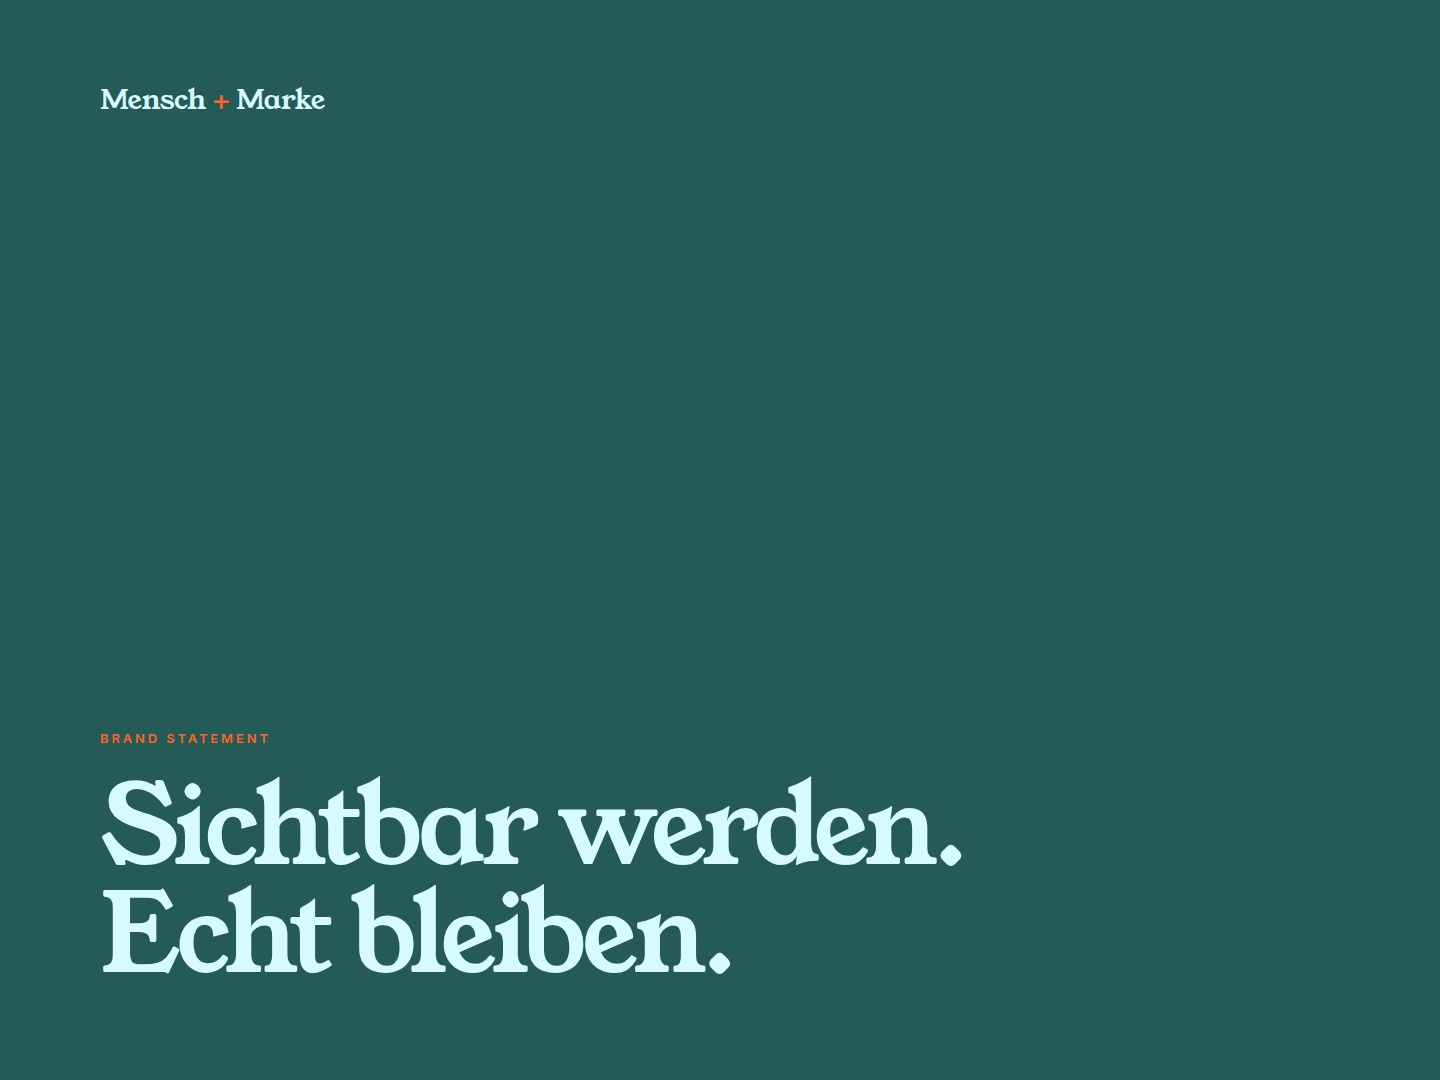 Mensch + Marke
BRAND STATEMENT
Sichtbar werden.
Echt bleiben.